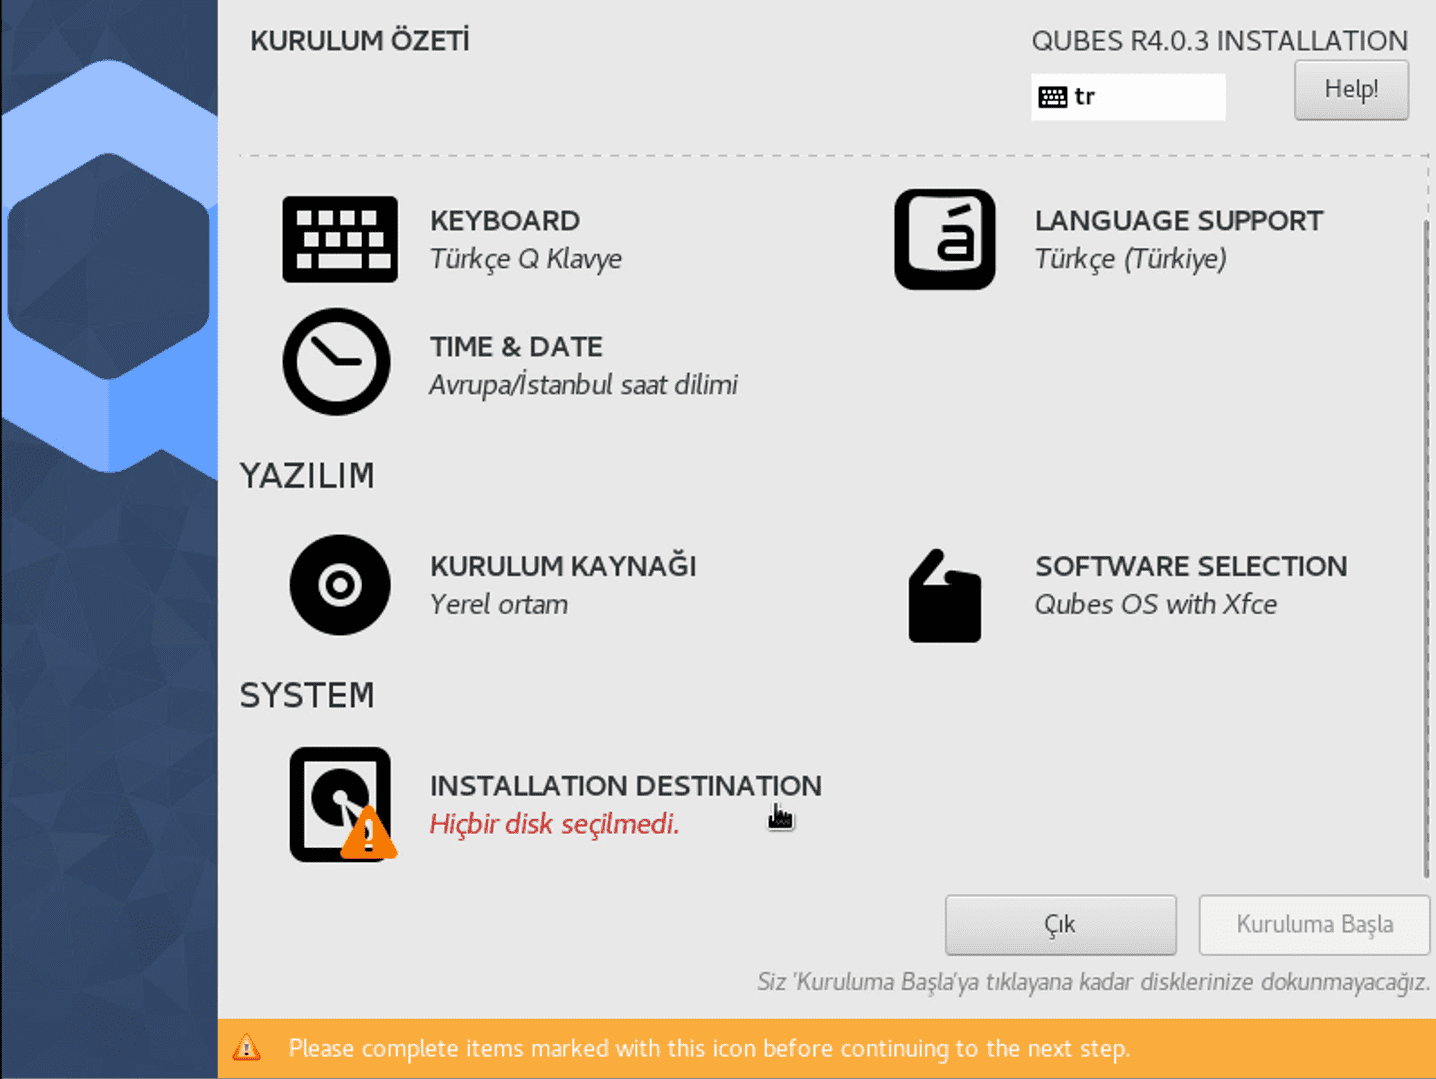 KURULUM ÖZETİ
QUBES R4.0.3 INSTALLATION
tr
Help!
KEYBOARD
Türkçe Q Klavye
LANGUAGE SUPPORT
Türkçe (Türkiye)
TIME & DATE
Avrupa/İstanbul saat dilimi
YAZILIM
KURULUM KAYNAĞI
Yerel ortam
SOFTWARE SELECTION
Qubes OS with Xfce
SYSTEM
INSTALLATION DESTINATION
Hiçbir disk seçilmedi.
Çık
Kuruluma Başla
Siz 'Kuruluma Başla'ya tıklayana kadar disklerinize dokunmayacağız.
Please complete items marked with this icon before continuing to the next step.